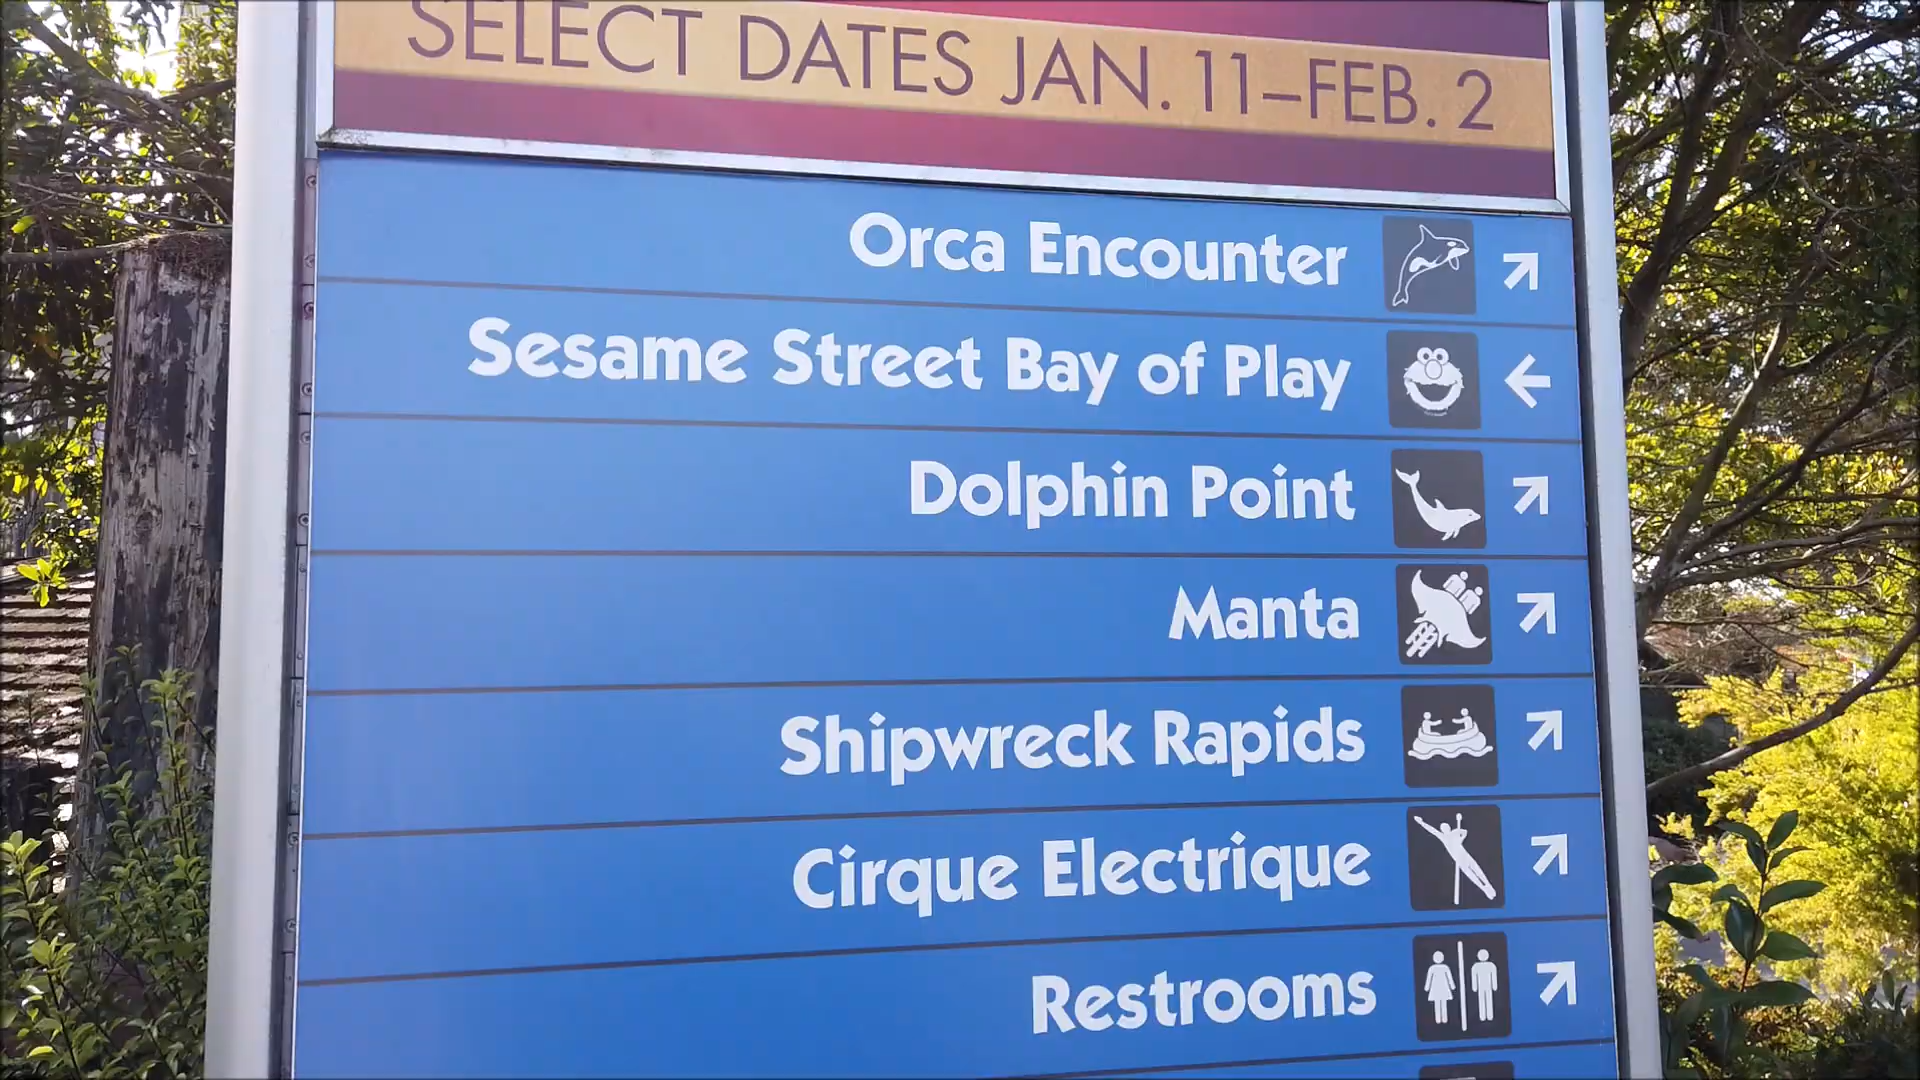 SELECT DATES JAN. 11–FEB. 2
Orca Encounter
Sesame Street Bay of Play
Dolphin Point
Manta
Shipwreck Rapids
Cirque Electrique
Restrooms